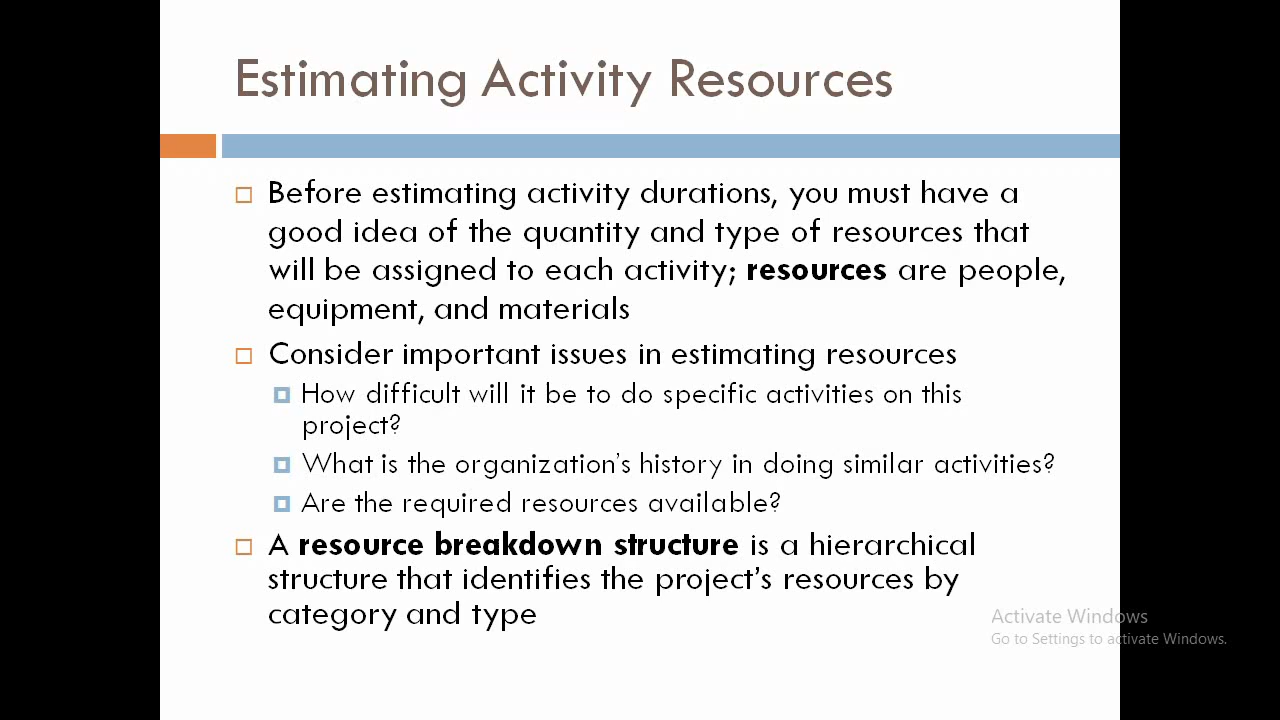 Estimating Activity Resources
Before estimating activity durations, you must have a
good idea of the quantity and type of resources that
will be assigned to each activity; resources are people,
equipment, and materials
Consider important issues in estimating resources
How difficult will it be to do specific activities on this
project?
What is the organization's history in doing similar activities?
Are the required resources available?
A resource breakdown structure is a hierarchical
structure that identifies the project's resources by
category and type
Activate Windows
Go to Settings to activate Windows.